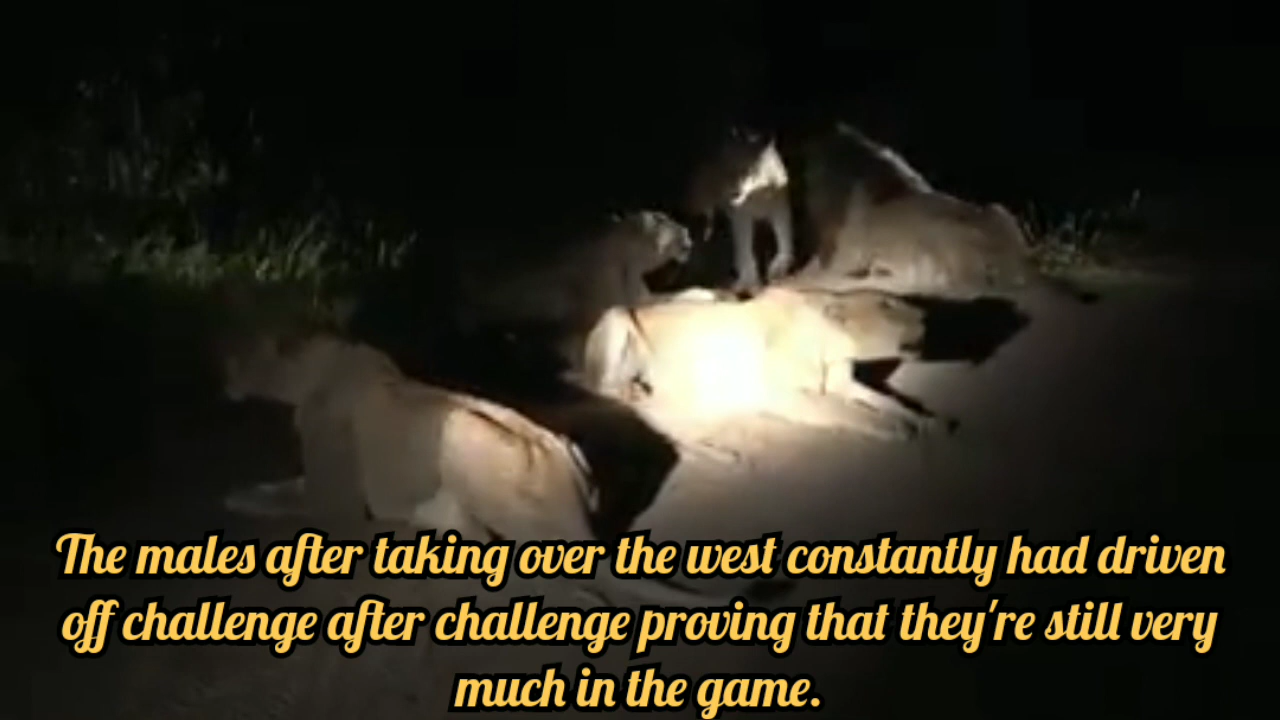 The males after taking over the west constantly had driven
off challenge after challenge proving that they're still very
much in the game.